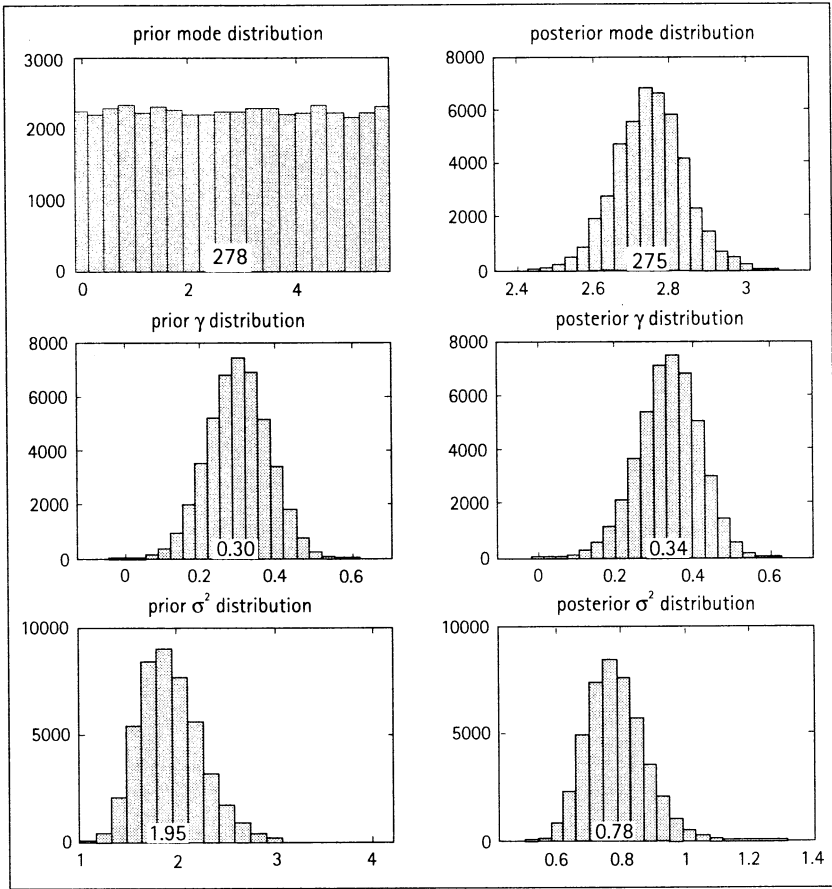 prior mode distribution
3000
2000
1000
0
278
0 2 4
posterior mode distribution
8000
6000
4000
2000
0
275
2.4 2.6 2.8 3
prior γ distribution
8000
6000
4000
2000
0
0.30
0 0.2 0.4 0.6
posterior γ distribution
8000
6000
4000
2000
0
0.34
0 0.2 0.4 0.6
prior σ² distribution
10000
5000
0
1.95
1 2 3 4
posterior σ² distribution
10000
5000
0
0.78
0.6 0.8 1 1.2 1.4